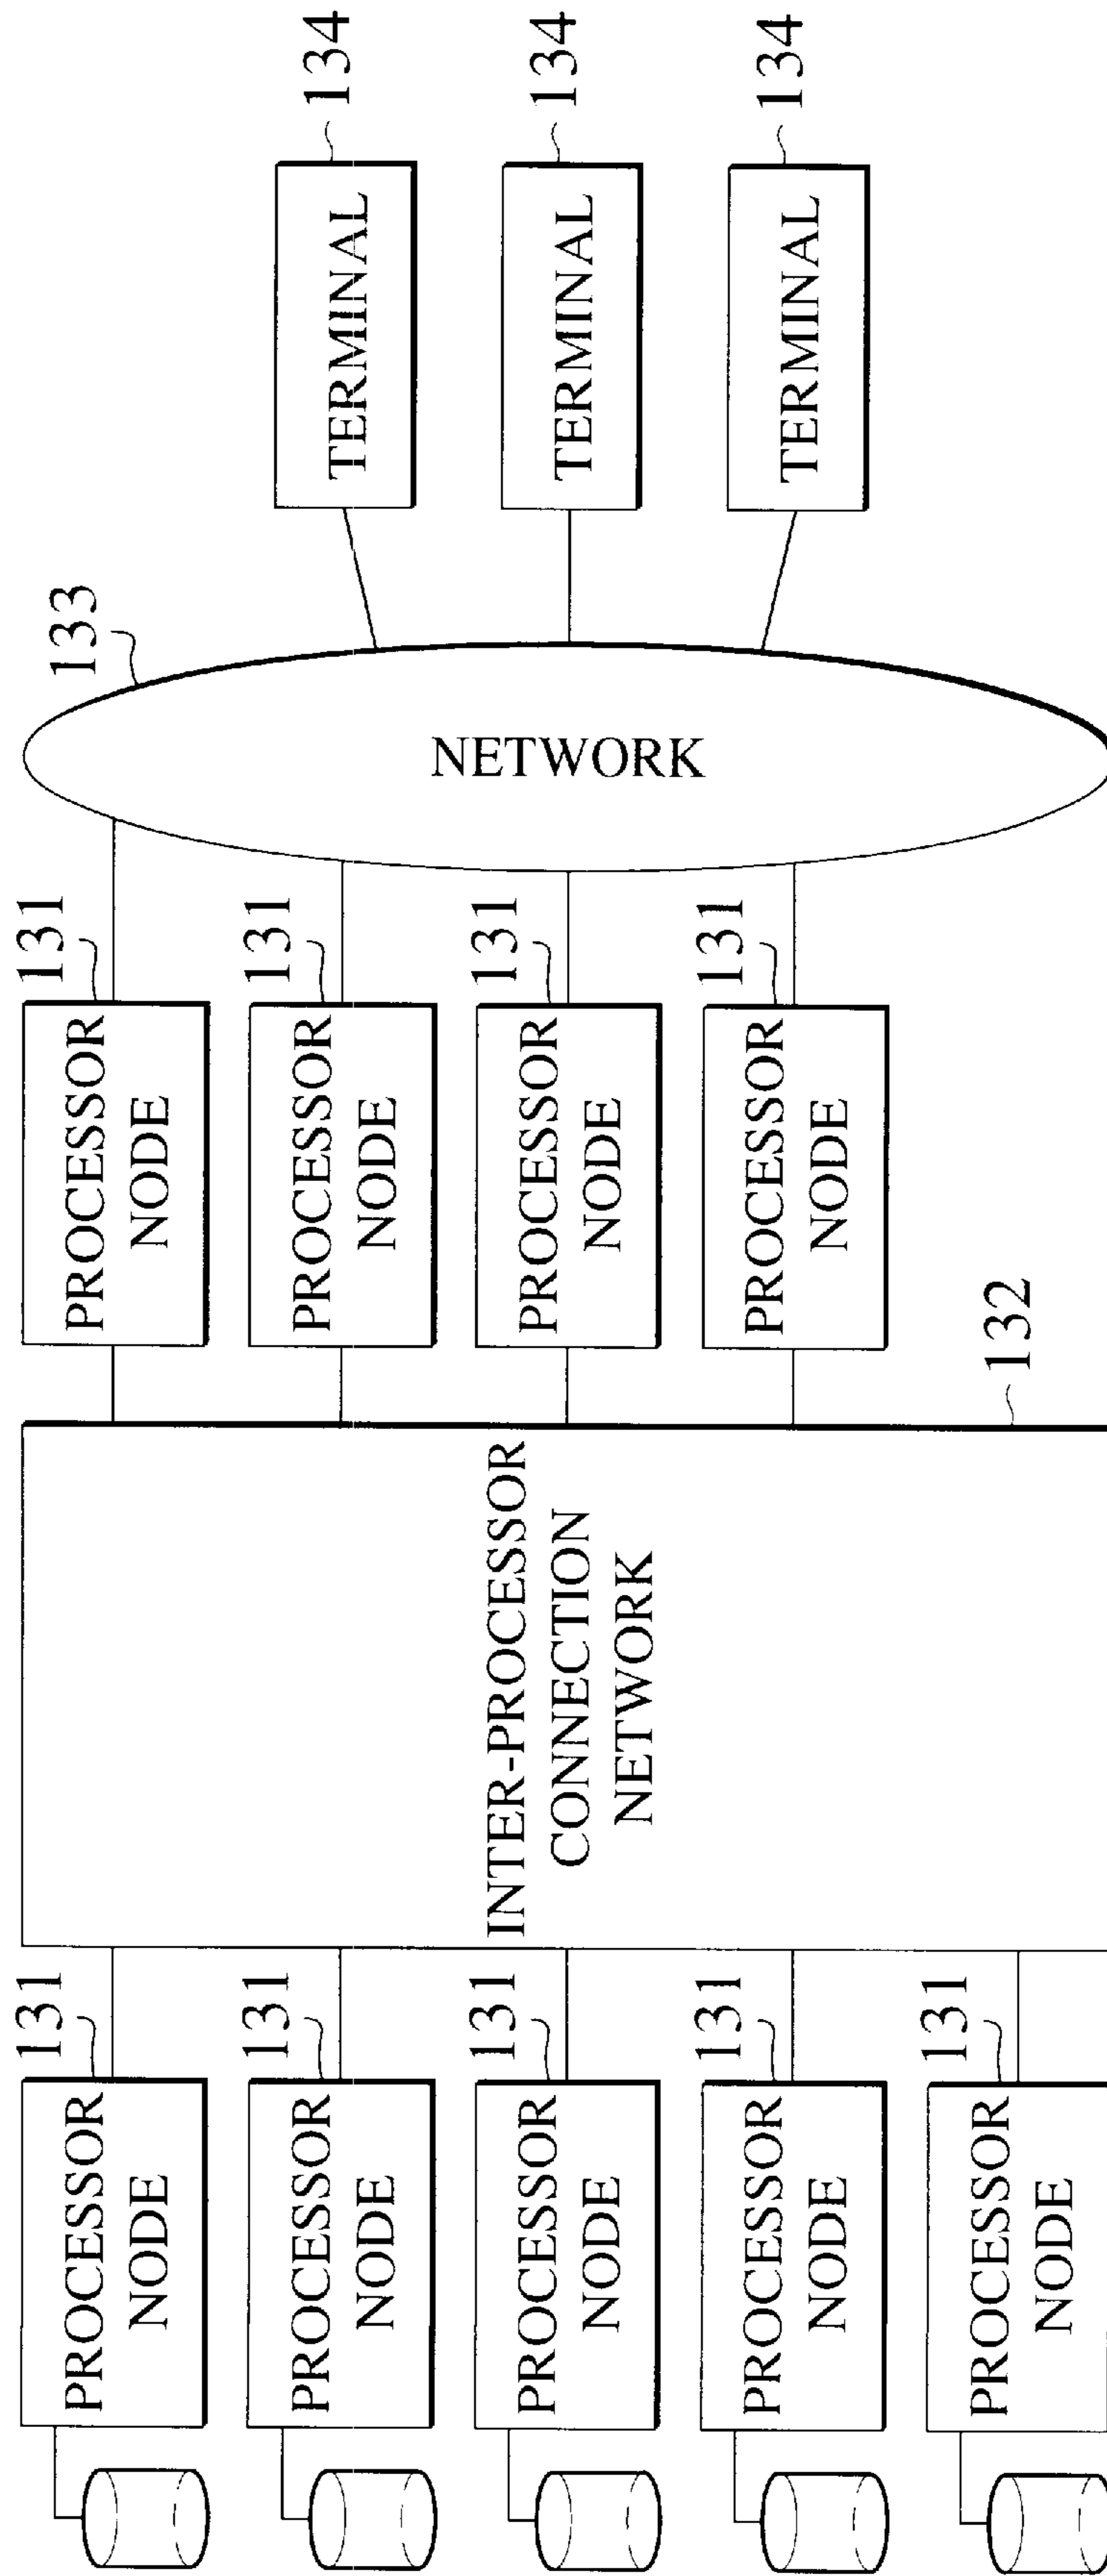 131
PROCESSOR
NODE
131
PROCESSOR
NODE
131
PROCESSOR
NODE
131
PROCESSOR
NODE
131
PROCESSOR
NODE
INTER-PROCESSOR
CONNECTION
NETWORK
132
131
PROCESSOR
NODE
131
PROCESSOR
NODE
131
PROCESSOR
NODE
131
PROCESSOR
NODE
133
NETWORK
TERMINAL
134
TERMINAL
134
TERMINAL
134